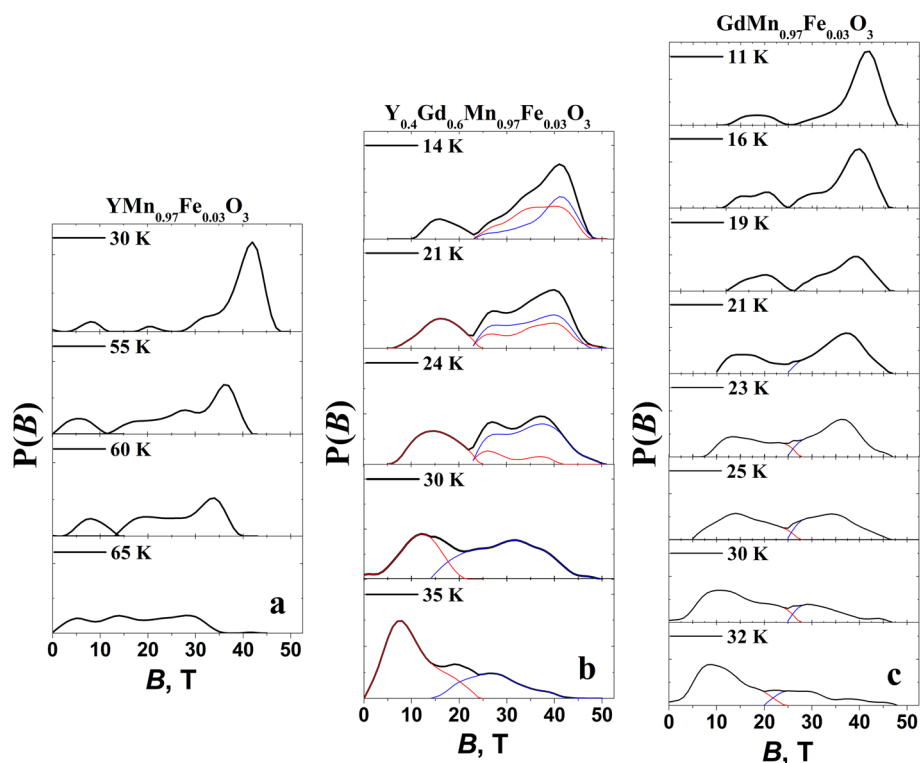 YMn0.97Fe0.03O3
30 K
55 K
60 K
65 K
P(B)
a
0 10 20 30 40 50
B, T
Y0.4Gd0.6Mn0.97Fe0.03O3
14 K
21 K
24 K
30 K
35 K
P(B)
b
0 10 20 30 40 50
B, T
GdMn0.97Fe0.03O3
11 K
16 K
19 K
21 K
23 K
25 K
30 K
32 K
P(B)
c
10 20 30 40 50
B, T